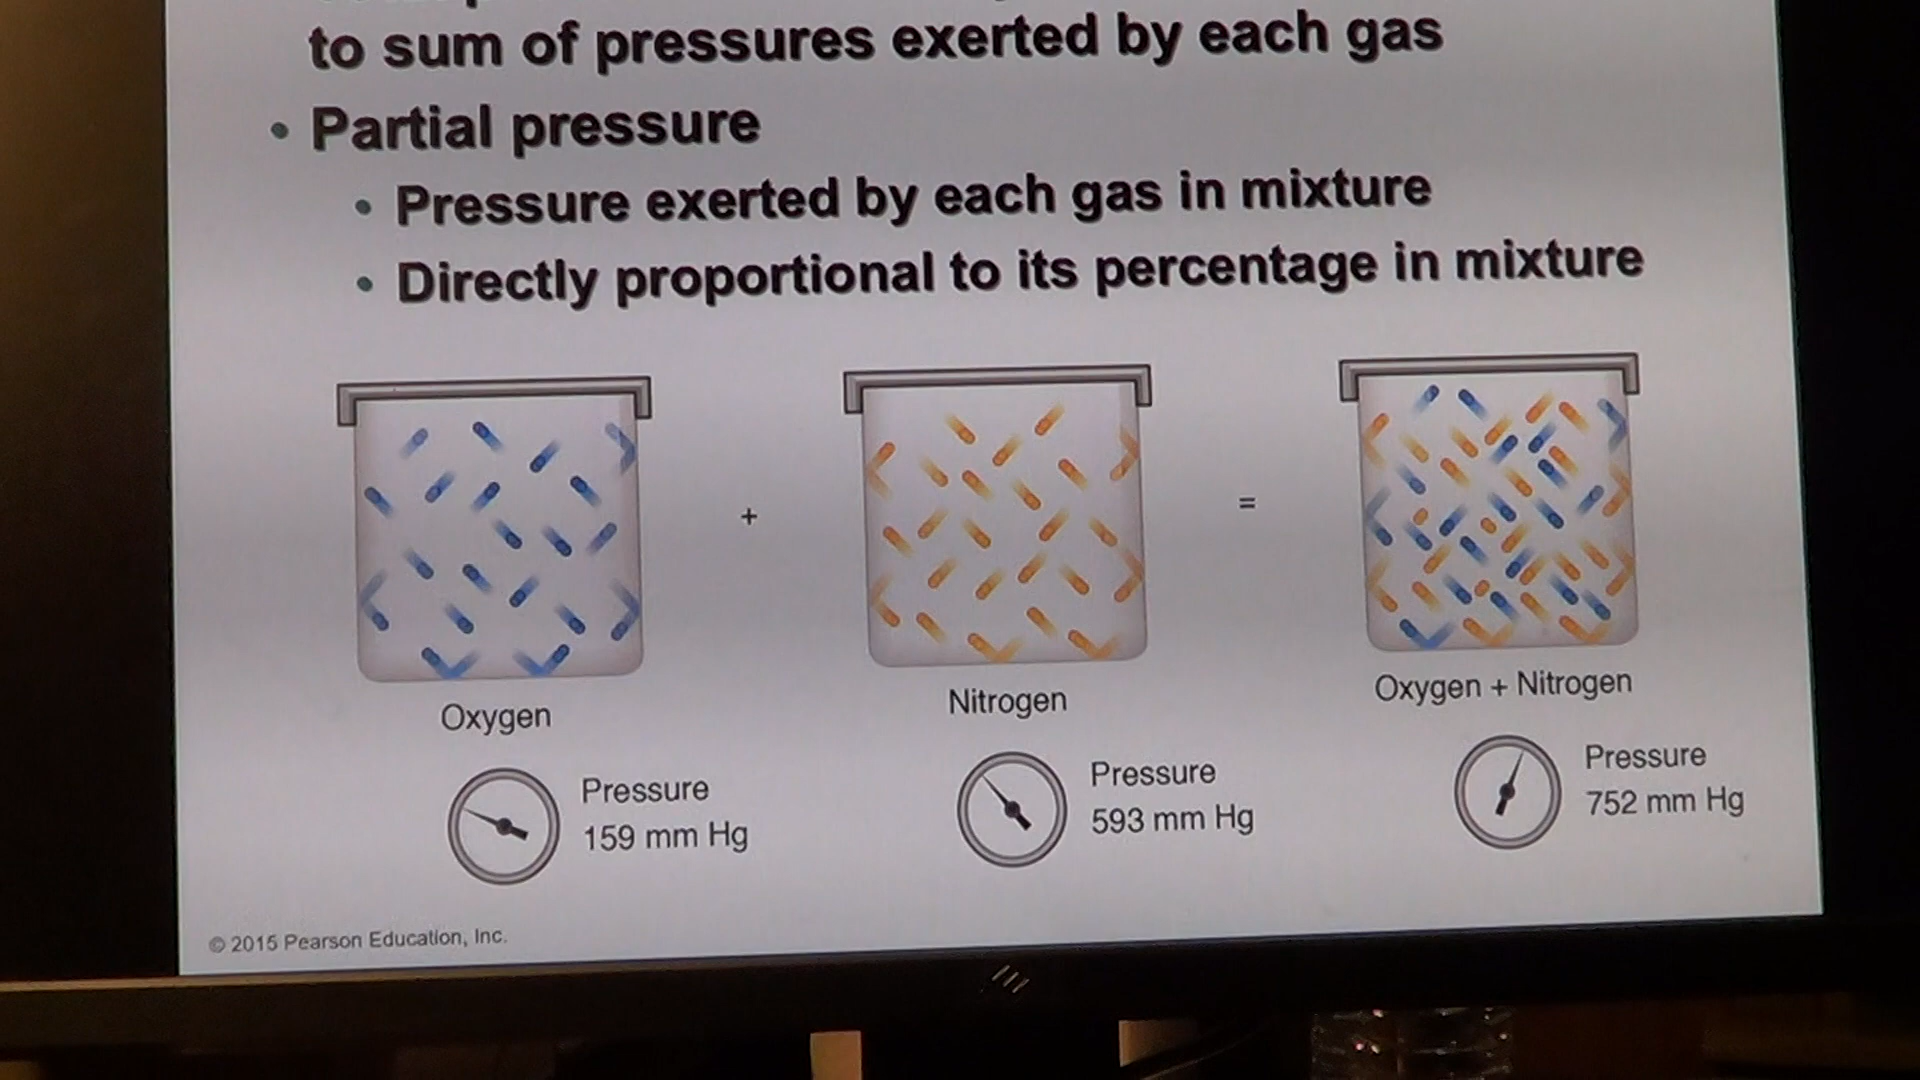 to sum of pressures exerted by each gas
• Partial pressure
• Pressure exerted by each gas in mixture
• Directly proportional to its percentage in mixture
+
=
Oxygen
Nitrogen
Oxygen + Nitrogen
Pressure
159 mm Hg
Pressure
593 mm Hg
Pressure
752 mm Hg
© 2015 Pearson Education, Inc.